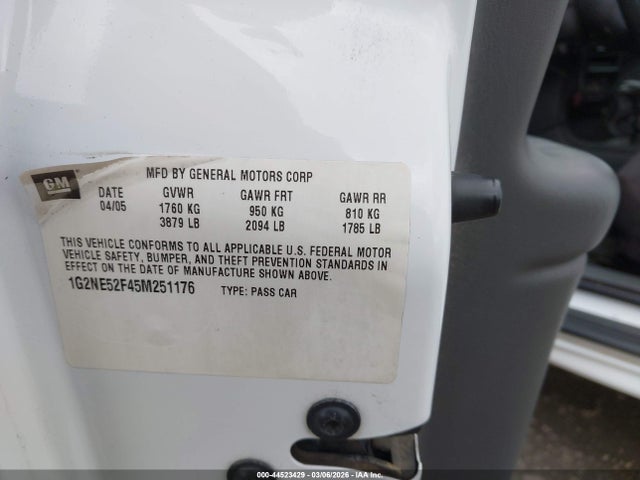 GM
MFD BY GENERAL MOTORS CORP
DATE GVWR GAWR FRT GAWR RR
04/05 1760 KG 950 KG 810 KG
3879 LB 2094 LB 1785 LB
THIS VEHICLE CONFORMS TO ALL APPLICABLE U.S. FEDERAL MOTOR
VEHICLE SAFETY, BUMPER, AND THEFT PREVENTION STANDARDS IN
EFFECT ON THE DATE OF MANUFACTURE SHOWN ABOVE.
1G2NE52F45M251176 TYPE: PASS CAR
000-44523429 - 03/06/2026 - IAA Inc.